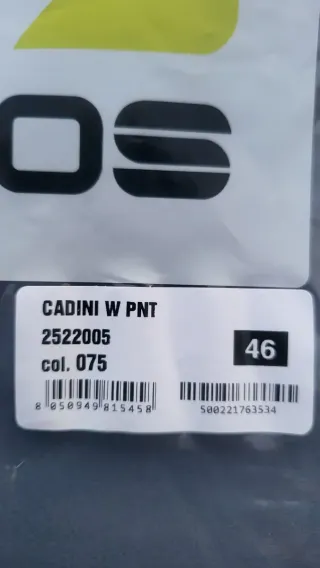 OS
CADINI W PNT
2522005
col. 075
46
8 050949 815458
S00221763534